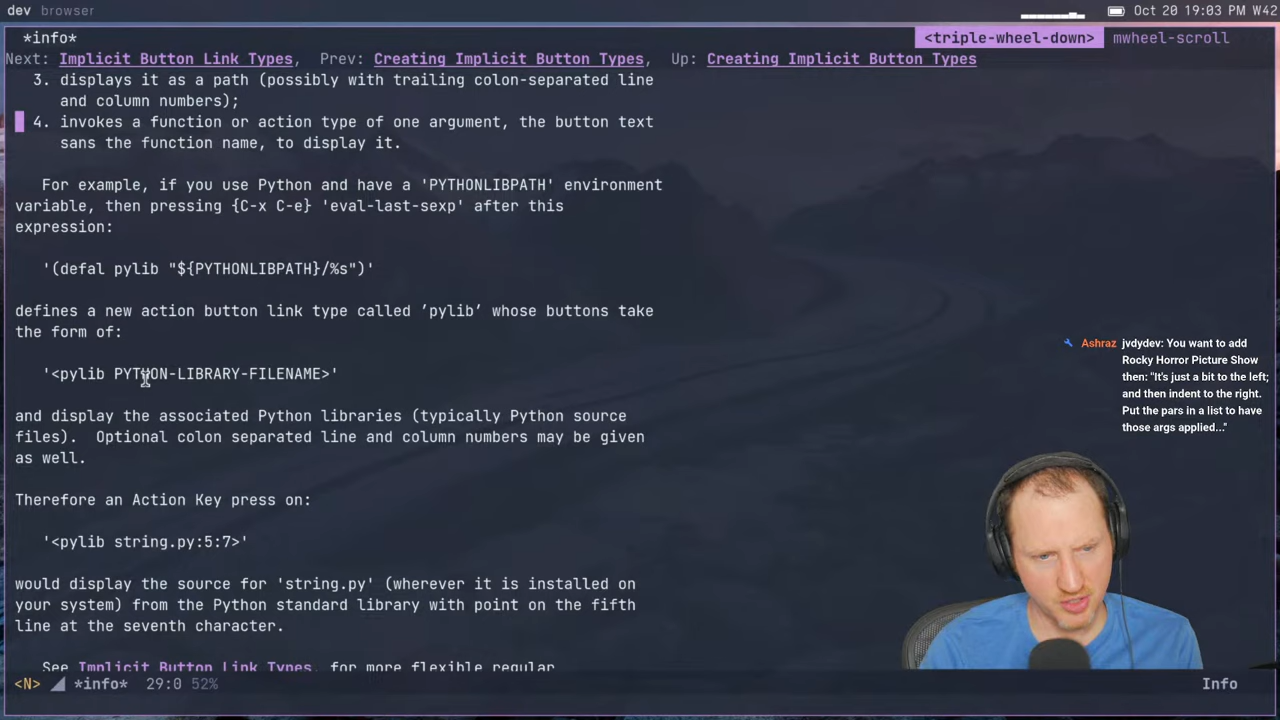 dev browser
Oct 20 19:03 PM W42
*info*
<triple-wheel-down> mwheel-scroll
Next: Implicit Button Link Types, Prev: Creating Implicit Button Types, Up: Creating Implicit Button Types
3. displays it as a path (possibly with trailing colon-separated line
and column numbers);
4. invokes a function or action type of one argument, the button text
sans the function name, to display it.
For example, if you use Python and have a 'PYTHONLIBPATH' environment
variable, then pressing {C-x C-e} 'eval-last-sexp' after this
expression:
'(defal pylib "${PYTHONLIBPATH}/%s")'
defines a new action button link type called ’pylib’ whose buttons take
the form of:
'<pylib PYTHON-LIBRARY-FILENAME>'
and display the associated Python libraries (typically Python source
files). Optional colon separated line and column numbers may be given
as well.
Therefore an Action Key press on:
'<pylib string.py:5:7>'
would display the source for 'string.py' (wherever it is installed on
your system) from the Python standard library with point on the fifth
line at the seventh character.
See Implicit Button Link Types, for more flexible regular
<N> *info* 29:0 52%
Info
Ashraz jvdydev: You want to add
Rocky Horror Picture Show
then: "It's just a bit to the left;
and then indent to the right.
Put the pars in a list to have
those args applied..."